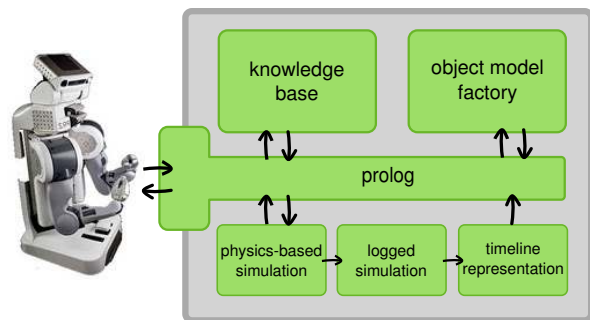 knowledge
base
object model
factory
prolog
physics-based
simulation
logged
simulation
timeline
representation